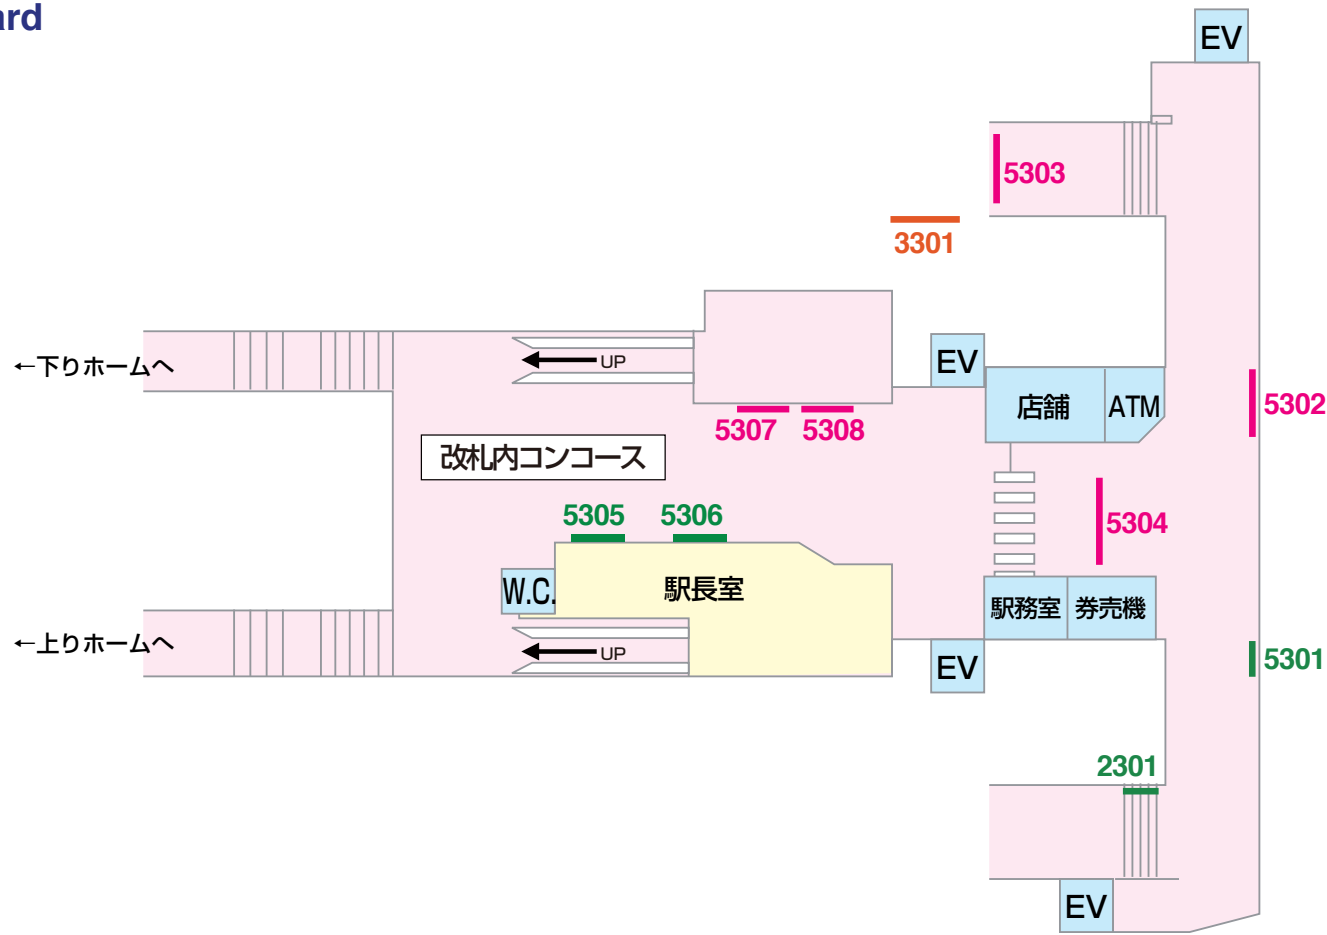 ard
EV
5303
3301
←下りホームへ
UP
EV
店舗
ATM
5302
5307
5308
改札内コンコース
5305
5306
5304
W.C.
駅長室
駅務室
券売機
←上りホームへ
UP
EV
5301
2301
EV